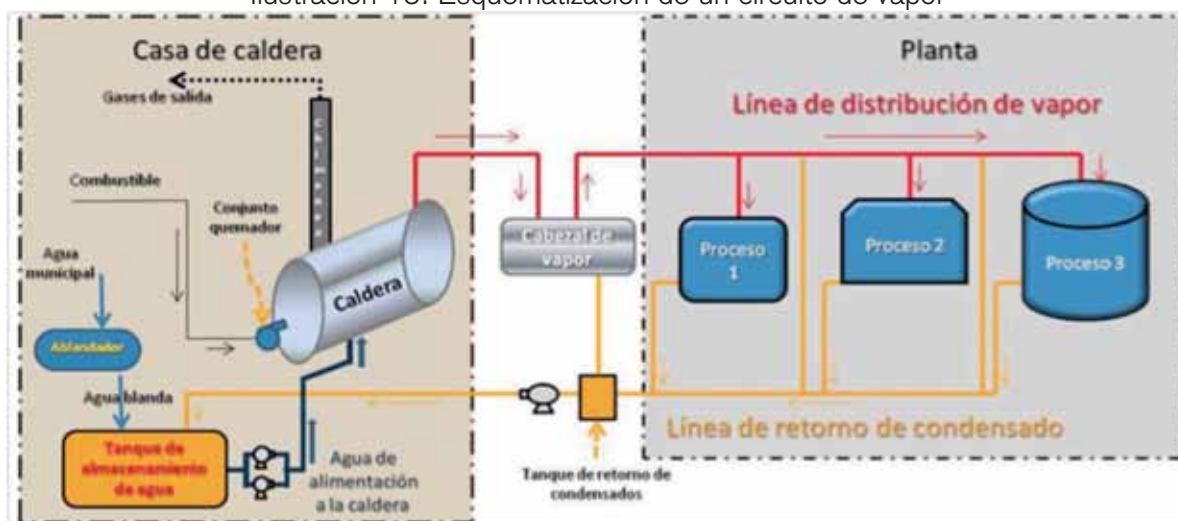 Ilustración 15. Esquematización de un circuito de vapor
Casa de caldera
Planta
Gases de salida
Línea de distribución de vapor
Combustible
Conjunto
quemador
Agua
municipal
Caldera
Cabezal de
vapor
Proceso
1
Proceso 2
Proceso 3
Ablandador
Agua blanda
Línea de retorno de condensado
Tanque de
almacenamiento
de agua
Agua de
alimentación
a la caldera
Tanque de retorno de
condensados